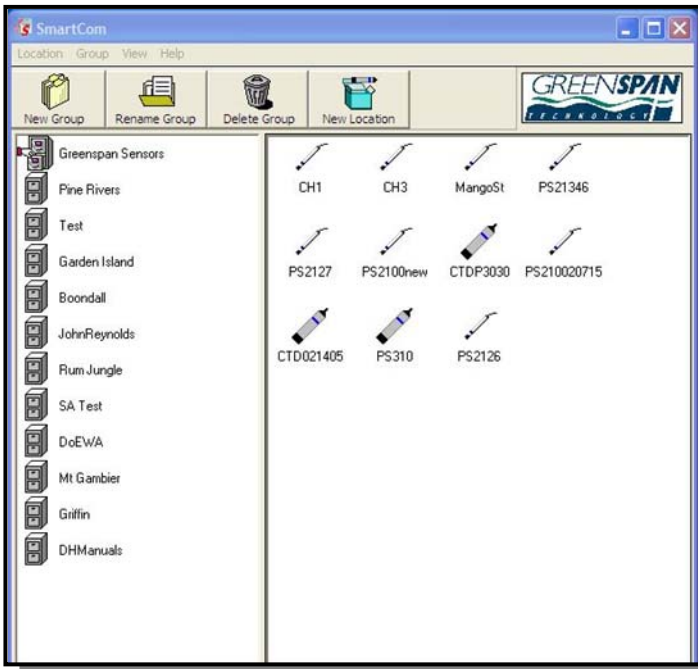 SmartCom
Location Group View Help
New Group Rename Group Delete Group New Location
GREENSPAN
TECHNOLOGY
Greenspan Sensors
Pine Rivers
Test
Garden Island
Boondall
JohnReynolds
Rum Jungle
SA Test
DoEWA
Mt Gambier
Griffin
DHManuals
CH1 CH3 MangoSt PS21346
PS2127 PS2100new CTDP3030 PS210020715
CTD021405 PS310 PS2126